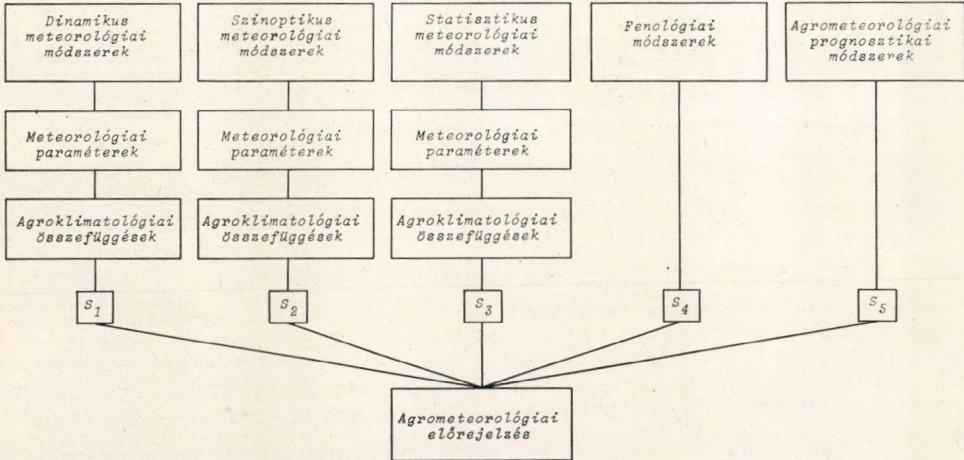 Dinamikus
meteorológiai
módszerek
Szinoptikus
meteorológiai
módszerek
Statisztikus
meteorológiai
módszerek
Fenológiai
módszerek
Agrometeorológiai
prognosztikai
módszerek
Meteorológiai
paraméterek
Meteorológiai
paraméterek
Meteorológiai
paraméterek
Agroklimatológiai
összefüggések
Agroklimatológiai
összefüggések
Agroklimatológiai
összefüggések
S1
S2
S3
S4
S5
Agrometeorológiai
előrejelzés